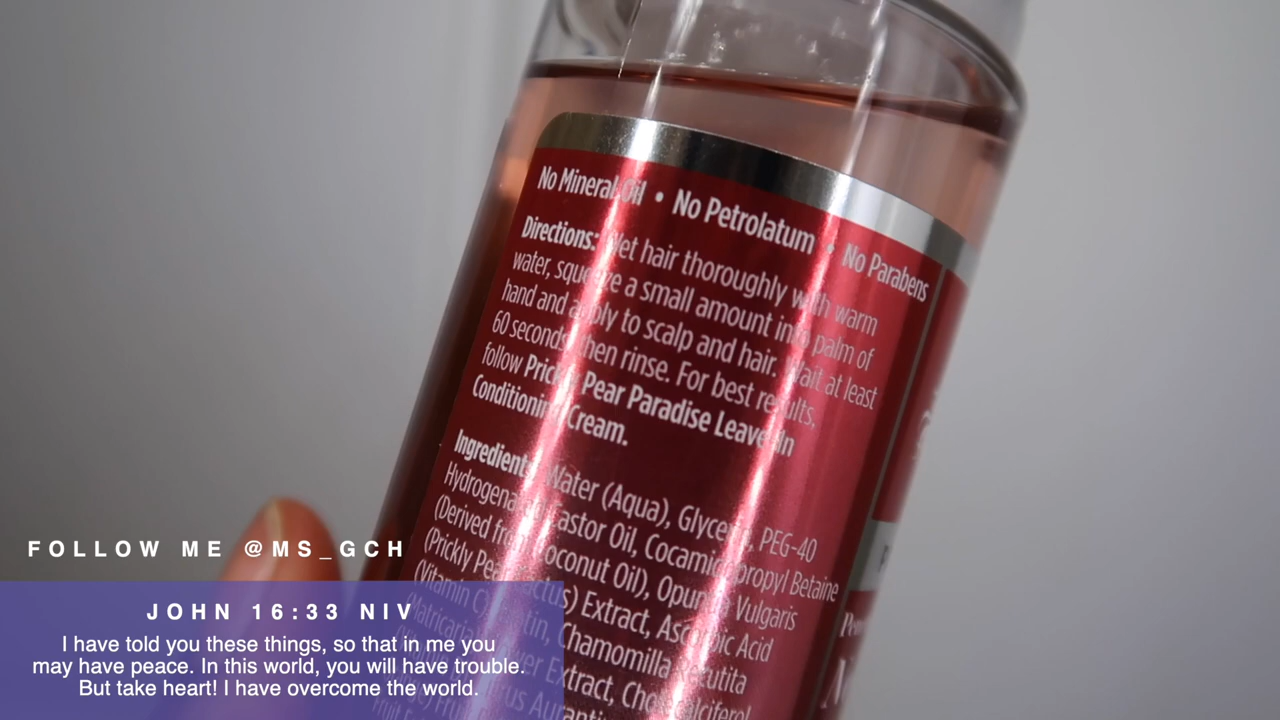 No Mineral Oil • No Petrolatum • No Parabens
Directions: Wet hair thoroughly with warm
water, squeeze a small amount into palm of
hand and apply to scalp and hair. Wait at least
60 seconds, then rinse. For best results,
follow Prickly Pear Paradise Leave-In
Conditioning Cream.
Ingredients: Water (Aqua), Glycerin, PEG-40
Hydrogenated Castor Oil, Cocamidopropyl Betaine
(Derived from Coconut Oil), Opuntia Vulgaris
(Prickly Pear Cactus) Extract, Ascorbic Acid
(Vitamin C), Chamomilla Recutita
(Matricaria) Flower Extract, Cholecalciferol
FOLLOW ME @MS_GCH
JOHN 16:33 NIV
I have told you these things, so that in me you
may have peace. In this world, you will have trouble.
But take heart! I have overcome the world.